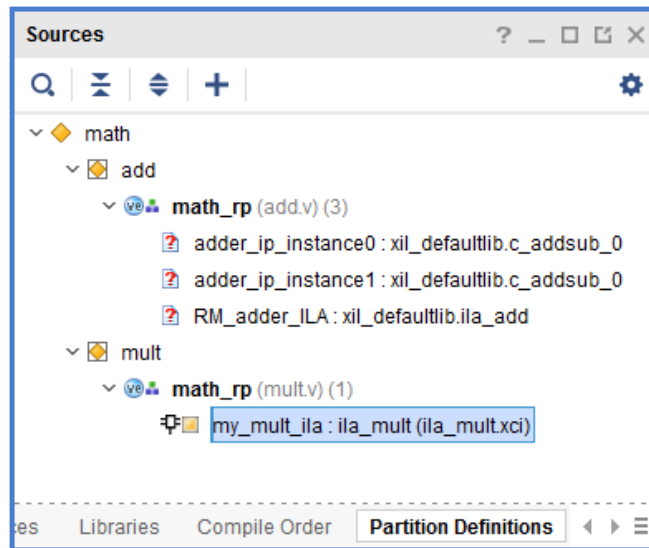 Sources
math
add
math_rp (add.v) (3)
adder_ip_instance0 : xil_defaultlib.c_addsub_0
adder_ip_instance1 : xil_defaultlib.c_addsub_0
RM_adder_ILA : xil_defaultlib.ila_add
mult
math_rp (mult.v) (1)
my_mult_ila : ila_mult (ila_mult.xci)
es Libraries Compile Order Partition Definitions